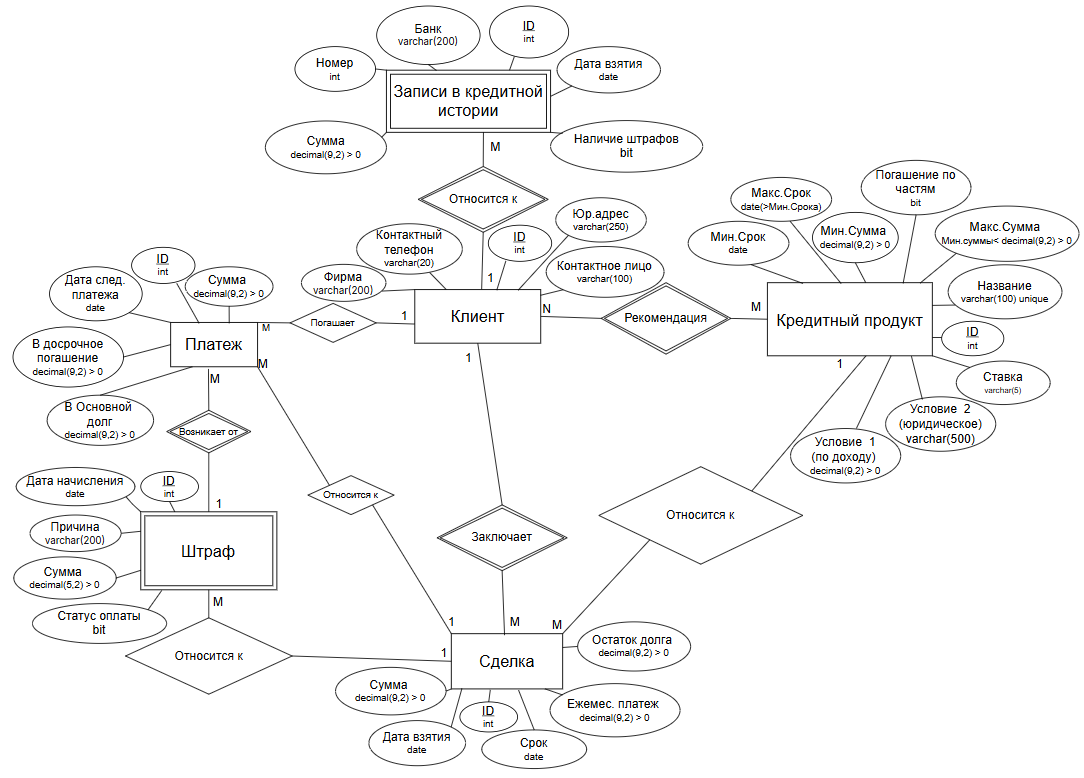 Банк
varchar(200)
ID
int
Номер
int
Дата взятия
date
Записи в кредитной
истории
Сумма
decimal(9,2) > 0
Наличие штрафов
bit
M
Относится к
1
Погашение по
частям
bit
Макс.Срок
date(>Мин.Срока)
Мин.Сумма
decimal(9,2) > 0
Макс.Сумма
Мин.суммы< decimal(9,2) > 0
Мин.Срок
date
Название
varchar(100) unique
ID
int
Ставка
varchar(5)
Условие 2
(юридическое)
varchar(500)
Условие 1
(по доходу)
decimal(9,2) > 0
Кредитный продукт
M
1
Юр.адрес
varchar(250)
Контактный
телефон
varchar(20)
ID
int
Фирма
varchar(200)
Контактное лицо
varchar(100)
Клиент
N
1
1
Рекомендация
Погашает
M
ID
int
Дата след.
платежа
date
Сумма
decimal(9,2) > 0
Платеж
В досрочное
погашение
decimal(9,2) > 0
В Основной
долг
decimal(9,2) > 0
M
M
Возникает от
1
Дата начисления
date
ID
int
Причина
varchar(200)
Штраф
Сумма
decimal(5,2) > 0
Статус оплаты
bit
M
Относится к
1
Относится к
1
Заключает
M
Относится к
M
Сделка
Остаток долга
decimal(9,2) > 0
Сумма
decimal(9,2) > 0
ID
int
Ежемес. платеж
decimal(9,2) > 0
Дата взятия
date
Срок
date